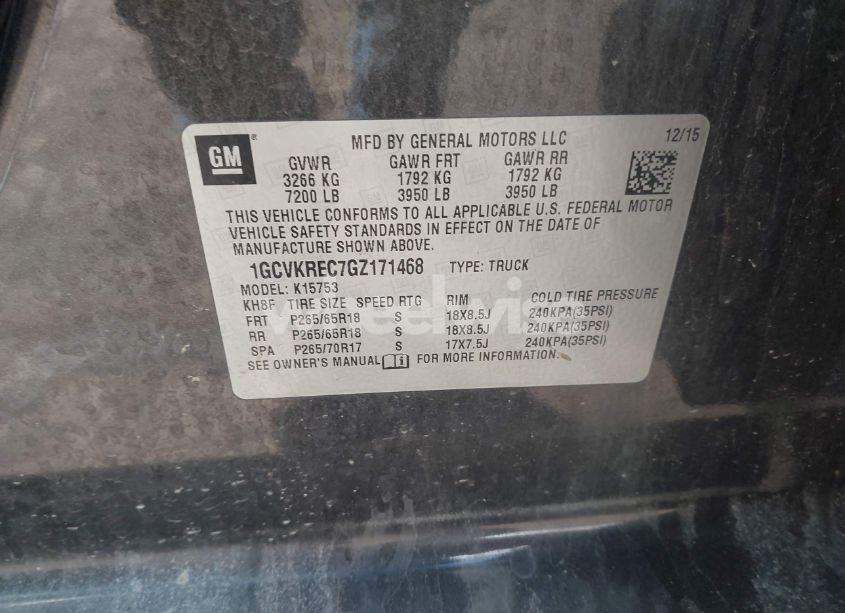 GM
MFD BY GENERAL MOTORS LLC 12/15
GVWR GAWR FRT GAWR RR
3266 KG 1792 KG 1792 KG
7200 LB 3950 LB 3950 LB
THIS VEHICLE CONFORMS TO ALL APPLICABLE U.S. FEDERAL MOTOR
VEHICLE SAFETY STANDARDS IN EFFECT ON THE DATE OF
MANUFACTURE SHOWN ABOVE.
1GCVKREC7GZ171468 TYPE: TRUCK
MODEL: K15753
KH8F TIRE SIZE SPEED RTG RIM COLD TIRE PRESSURE
FRT P265/65R18 S 18X8.5J 240KPA(35PSI)
RR P265/65R18 S 18X8.5J 240KPA(35PSI)
SPA P265/70R17 S 17X7.5J 240KPA(35PSI)
SEE OWNER'S MANUAL FOR MORE INFORMATION.